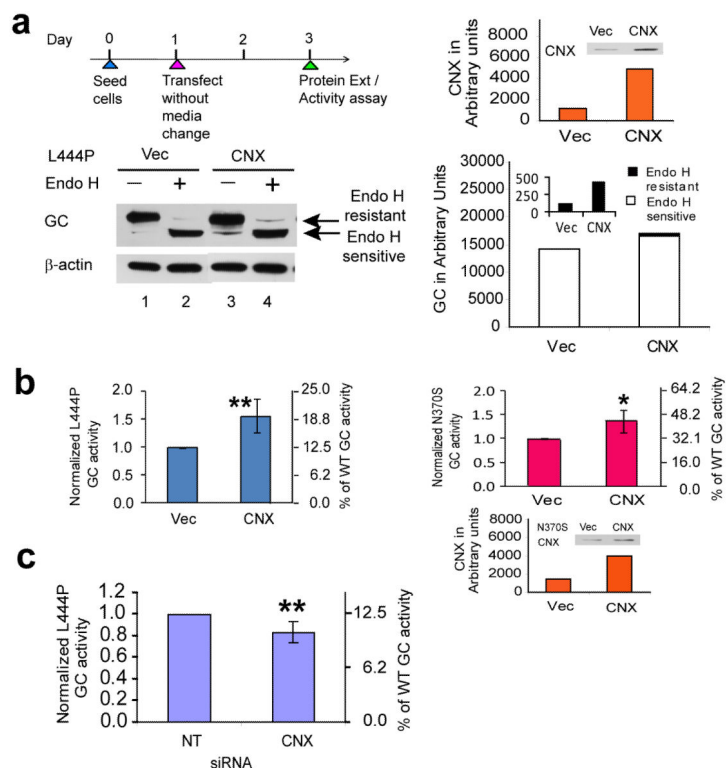 a
Day 0 1 2 3
Seed cells
Transfect without media change
Protein Ext / Activity assay
L444P Vec CNX
Endo H — + — +
GC
Endo H resistant
Endo H sensitive
β-actin
1 2 3 4
Vec CNX
CNX
CNX in Arbitrary units
8000
6000
4000
2000
0
Vec CNX
GC in Arbitrary Units
30000
25000
20000
15000
10000
5000
0
500
250
0
Vec CNX
Endo H resistant
Endo H sensitive
Vec CNX
b
Normalized L444P GC activity
2.0
1.5
1.0
0.5
0.0
**
25.0
18.8
12.5
6.2
0.0
% of WT GC activity
Vec CNX
Normalized N370S GC activity
2.0
1.5
1.0
0.5
0.0
*
64.2
48.2
32.1
16.0
0.0
% of WT GC activity
Vec CNX
CNX in Arbitrary units
8000
6000
4000
2000
0
N370S Vec CNX
CNX
Vec CNX
c
Normalized L444P GC activity
1.2
1.0
0.8
0.6
0.4
0.2
0.0
**
12.5
6.2
0.0
% of WT GC activity
NT CNX
siRNA